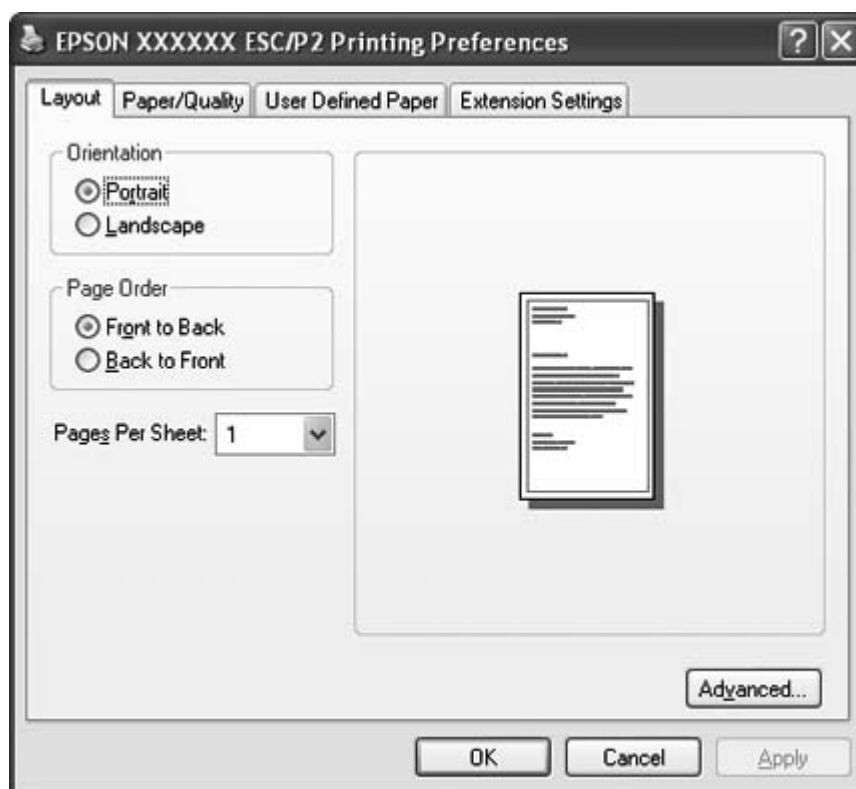 EPSON XXXXXX ESC/P2 Printing Preferences
Layout Paper/Quality User Defined Paper Extension Settings
Orientation
Portrait
Landscape
Page Order
Front to Back
Back to Front
Pages Per Sheet: 1
Advanced...
OK Cancel Apply